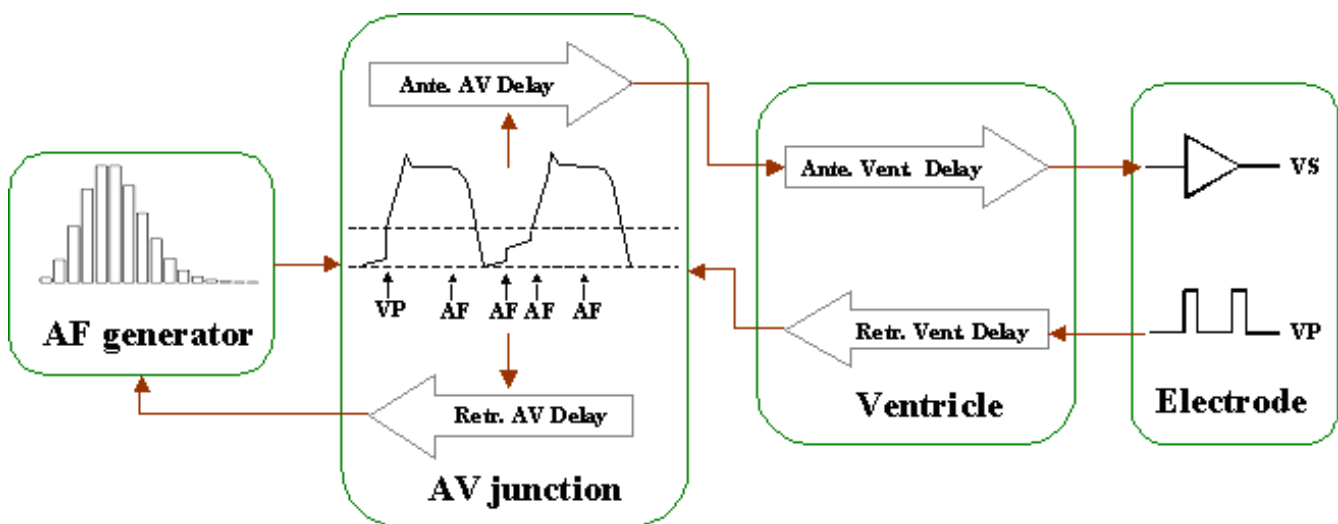 AF generator
Ante. AV Delay
VP AF AF AF AF
Retr. AV Delay
AV junction
Ante. Vent. Delay
Retr. Vent. Delay
Ventricle
VS
VP
Electrode